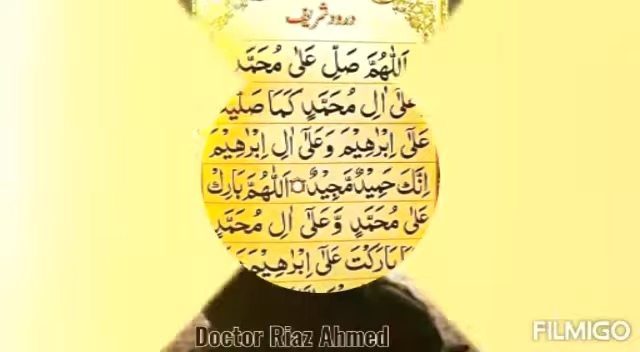 درود شریف
اَللّٰهُمَّ صَلِّ عَلٰى مُحَمَّدٍ
عَلٰٓى اٰلِ مُحَمَّدٍ كَمَا صَلَّيْتَ
عَلٰٓى اِبْرٰهِيْمَ وَعَلٰٓى اٰلِ اِبْرٰهِيْمَ
اِنَّكَ حَمِيْدٌ مَّجِيْدٌ ۞ اَللّٰهُمَّ بَارِكْ
عَلٰى مُحَمَّدٍ وَّعَلٰٓى اٰلِ مُحَمَّدٍ
بَارَكْتَ عَلٰٓى اِبْرٰهِيْمَ
Doctor Riaz Ahmed
FILMIGO